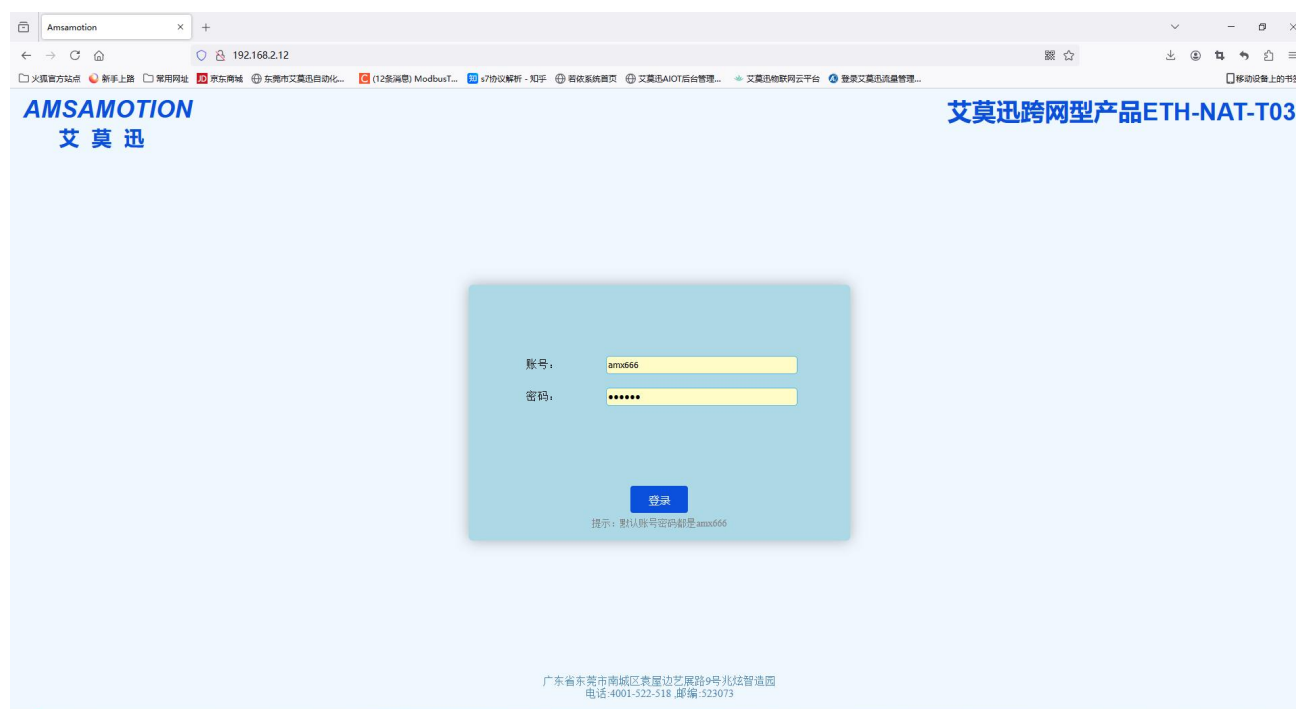 Amsamotion
192.168.2.12
火狐官方站点 新手上路 常用网址 京东商城 东莞市艾莫迅自动化... (12条消息) ModbusT... s7协议解析 - 知乎 若依系统首页 艾莫迅AIOT后台管理... 艾莫迅物联网云平台 登录艾莫迅流量管理... 移动设备上的书签
AMSAMOTION
艾莫迅
艾莫迅跨网型产品ETH-NAT-T03
账号：
amx666
密码：
••••••
登录
提示：默认账号密码都是amx666
广东省东莞市南城区袁屋边艺展路9号兆炫智造园
电话:4001-522-518 ,邮编:523073